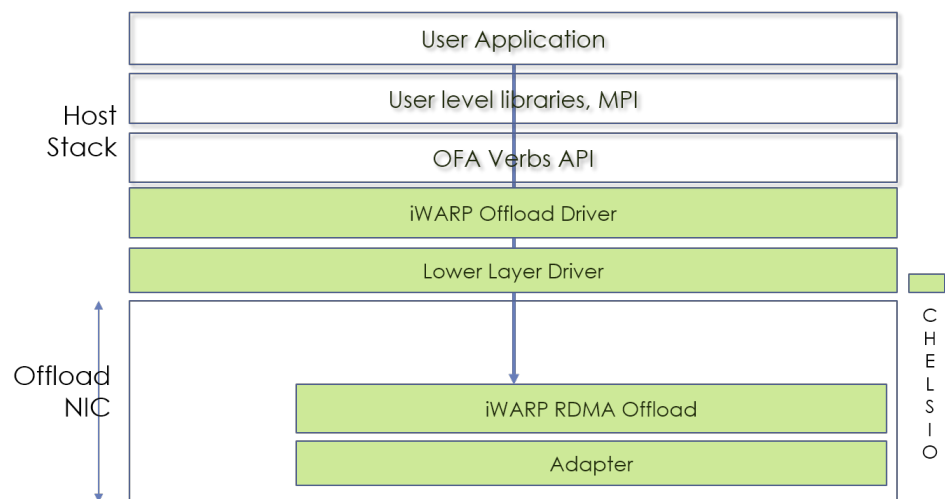 User Application
User level libraries, MPI
Host
Stack
OFA Verbs API
iWARP Offload Driver
Lower Layer Driver
CHELSIO
Offload
NIC
iWARP RDMA Offload
Adapter